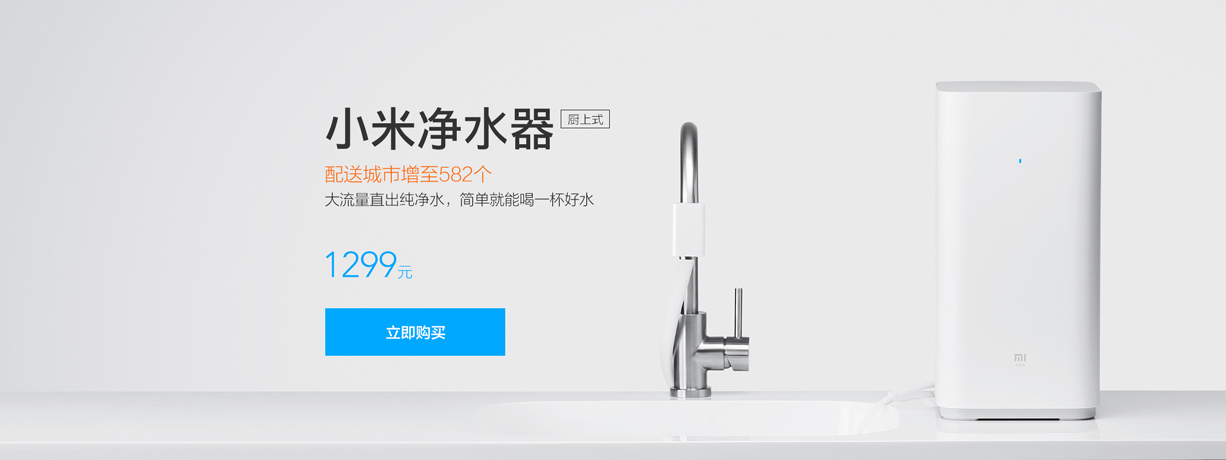 小米净水器 厨上式
配送城市增至582个
大流量直出纯净水，简单就能喝一杯好水
1299元
立即购买
mi